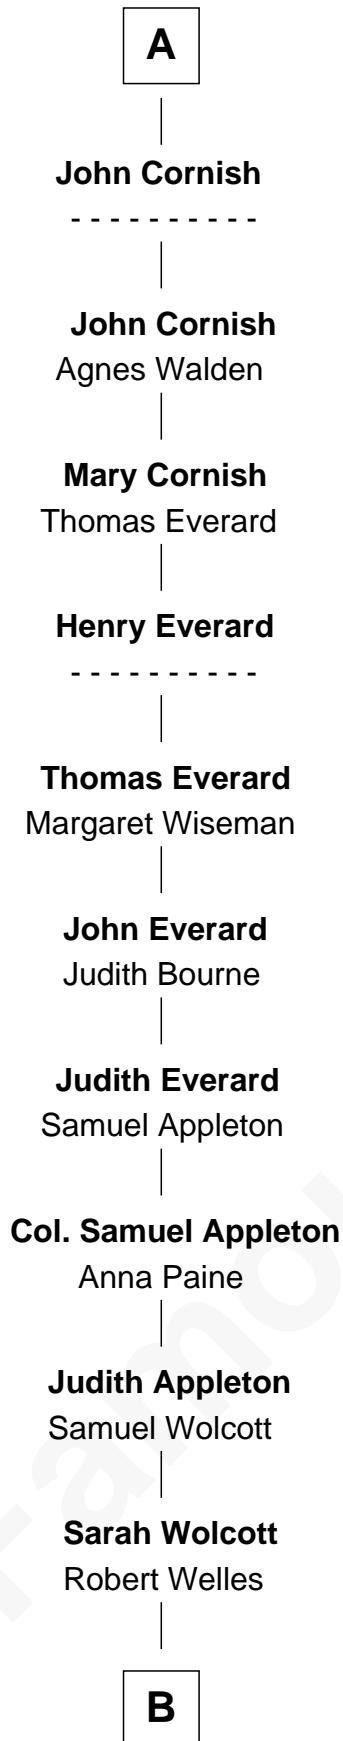 A
John Cornish
- - - - - - - - - -
John Cornish
Agnes Walden
Mary Cornish
Thomas Everard
Henry Everard
- - - - - - - - - -
Thomas Everard
Margaret Wiseman
John Everard
Judith Bourne
Judith Everard
Samuel Appleton
Col. Samuel Appleton
Anna Paine
Judith Appleton
Samuel Wolcott
Sarah Wolcott
Robert Welles
B